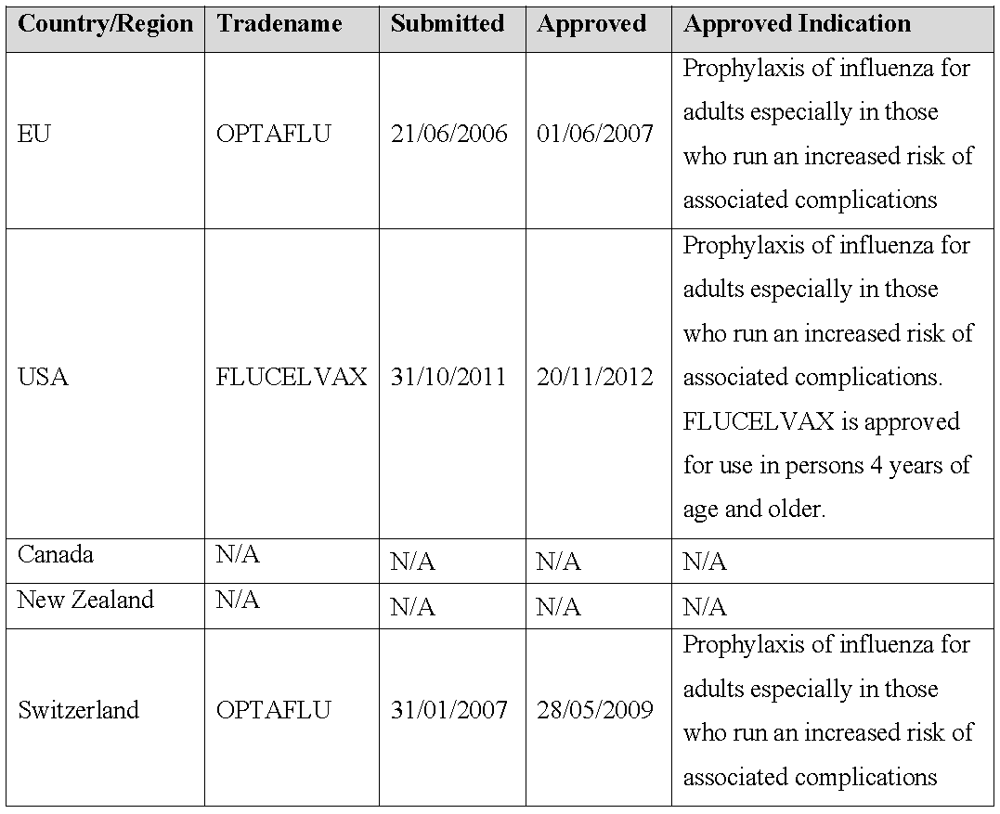 Country/Region Tradename Submitted Approved Approved Indication
EU OPTAFLU 21/06/2006 01/06/2007 Prophylaxis of influenza for
adults especially in those
who run an increased risk of
associated complications
USA FLUCELVAX 31/10/2011 20/11/2012 Prophylaxis of influenza for
adults especially in those
who run an increased risk of
associated complications.
FLUCELVAX is approved
for use in persons 4 years of
age and older.
Canada N/A N/A N/A N/A
New Zealand N/A N/A N/A N/A
Switzerland OPTAFLU 31/01/2007 28/05/2009 Prophylaxis of influenza for
adults especially in those
who run an increased risk of
associated complications